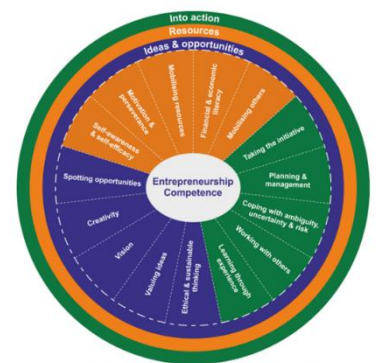 Into action
Resources
Ideas & opportunities
Self-awareness
& self-efficacy
Motivation &
perseverance
Mobilising resources
Financial & economic
literacy
Mobilising others
Taking the initiative
Planning &
management
Coping with ambiguity,
uncertainty & risk
Working with others
Learning through
experience
Ethical & sustainable
thinking
Valuing ideas
Vision
Creativity
Spotting opportunities
Entrepreneurship
Competence